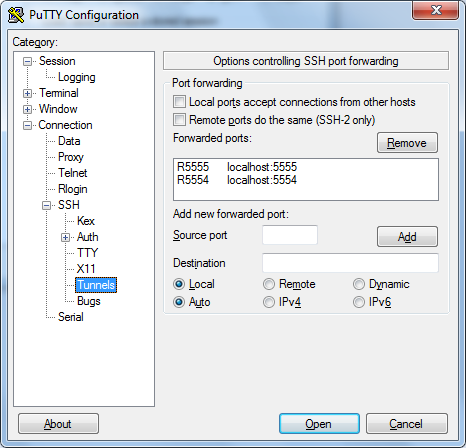 PuTTY Configuration
Category:
Session
Logging
Terminal
Window
Connection
Data
Proxy
Telnet
Rlogin
SSH
Kex
Auth
TTY
X11
Tunnels
Bugs
Serial
Options controlling SSH port forwarding
Port forwarding
Local ports accept connections from other hosts
Remote ports do the same (SSH-2 only)
Forwarded ports:
Remove
R5555 localhost:5555
R5554 localhost:5554
Add new forwarded port:
Source port
Add
Destination
Local Remote Dynamic
Auto IPv4 IPv6
About Open Cancel